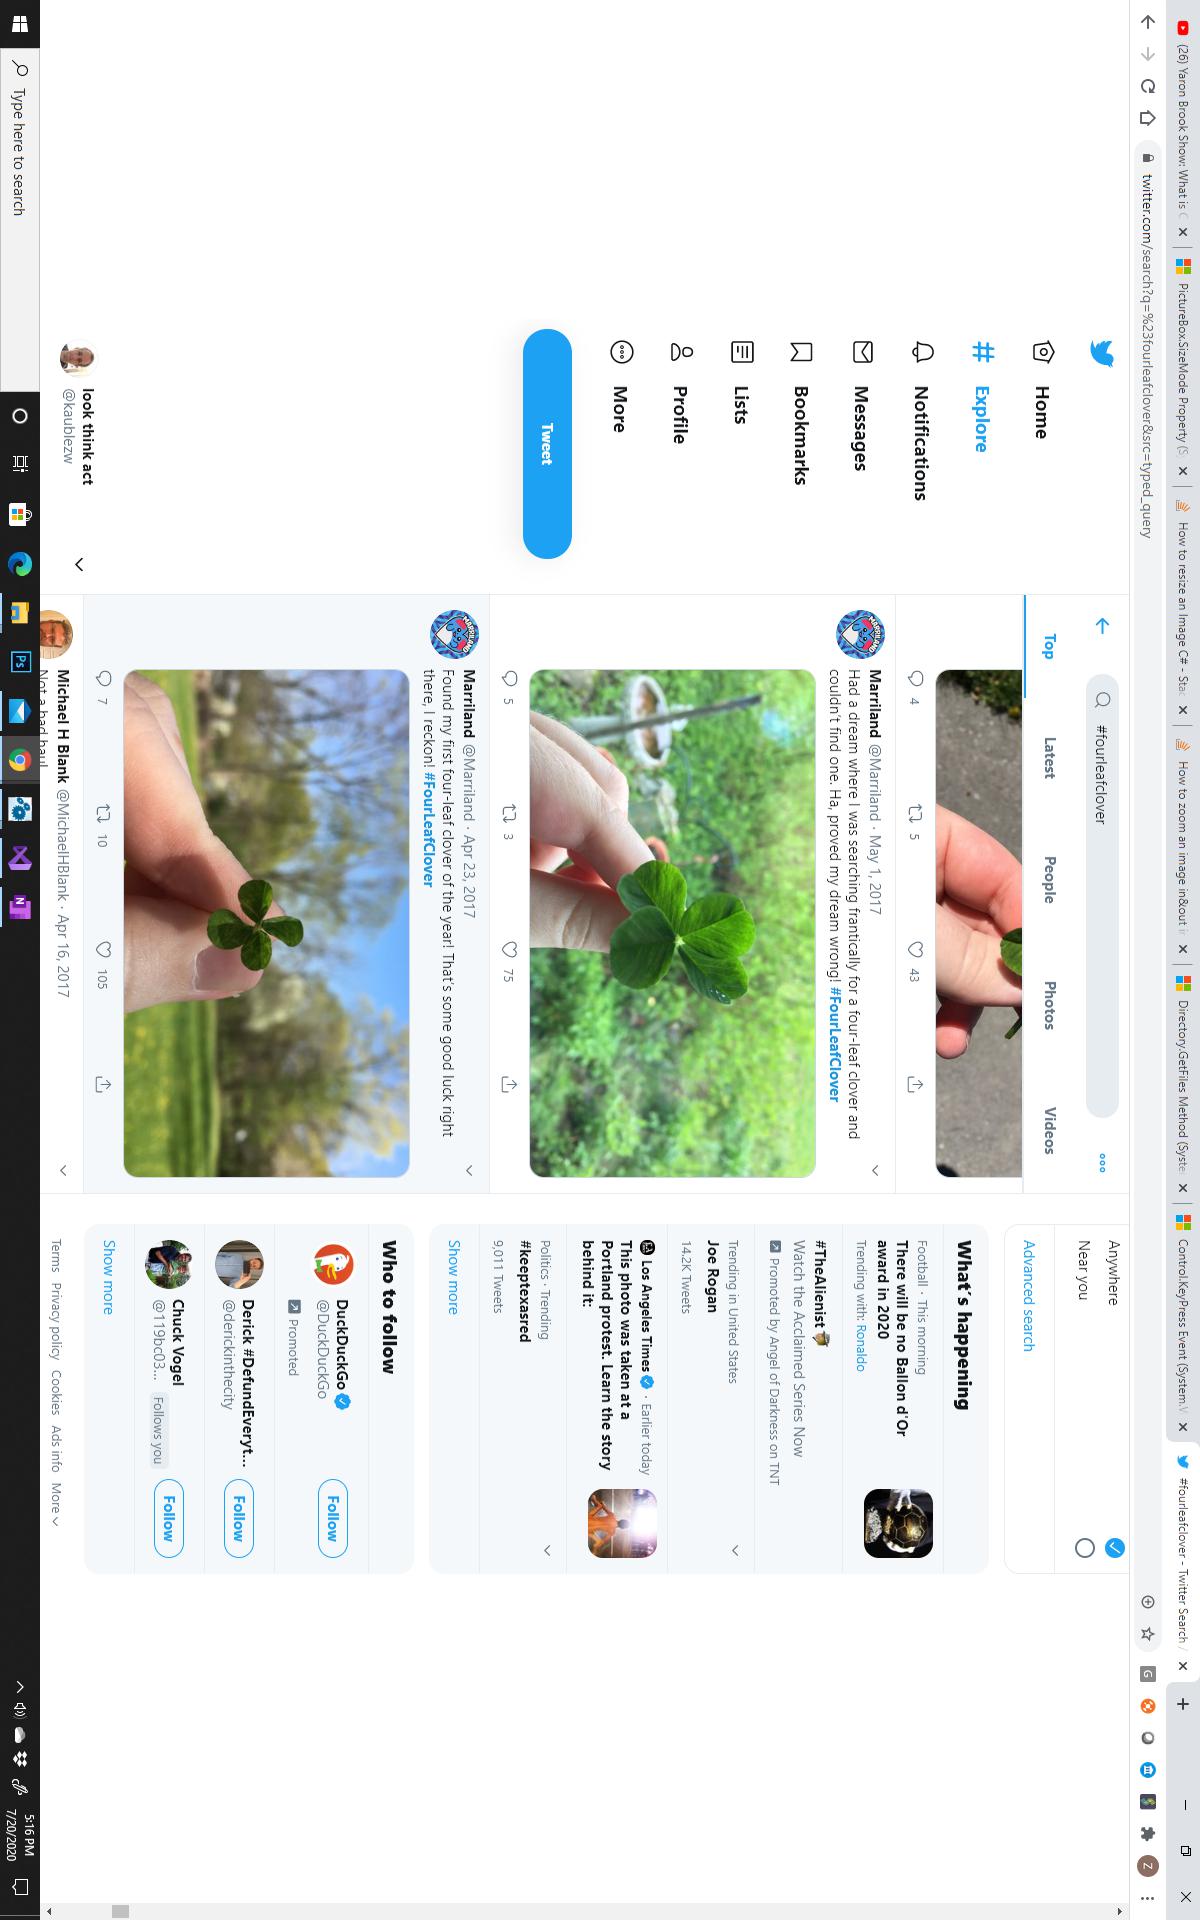 (26) Yaron Brook Show: What is
PictureBox.SizeMode Property (S
How to resize an Image C# - Stac
How to zoom an image in&out i
Directory.GetFiles Method (Syste
Control.KeyPress Event (System.
#fourleafclover - Twitter Search /
twitter.com/search?q=%23fourleafclover&src=typed_query
Z
Home
Explore
Notifications
Messages
Bookmarks
Lists
Profile
More
Tweet
look think act
@kaublezw
#fourleafclover
Top
Latest
People
Photos
Videos
4
5
43
Marriland @Marriland · May 1, 2017
Had a dream where I was searching frantically for a four-leaf clover and
couldn't find one. Ha, proved my dream wrong! #FourLeafClover
5
3
75
Marriland @Marriland · Apr 23, 2017
Found my first four-leaf clover of the year! That's some good luck right
there, I reckon! #FourLeafClover
7
10
105
Michael H Blank @MichaelHBlank · Apr 16, 2017
Not a bad haul
Anywhere
Near you
Advanced search
What's happening
Football · This morning
There will be no Ballon d'Or
award in 2020
Trending with: Ronaldo
#TheAlienist
Watch the Acclaimed Series Now
Promoted by Angel of Darkness on TNT
Trending in United States
Joe Rogan
14.2K Tweets
Los Angeles Times · Earlier today
This photo was taken at a
Portland protest. Learn the story
behind it:
Politics · Trending
#keeptexasred
9,011 Tweets
Show more
Who to follow
DuckDuckGo
@DuckDuckGo
Follow
Promoted
Derick #DefundEveryt...
@derickinthecity
Follow
Chuck Vogel
@119bc03... Follows you
Follow
Show more
Terms Privacy policy Cookies Ads info More
Type here to search
5:16 PM
7/20/2020